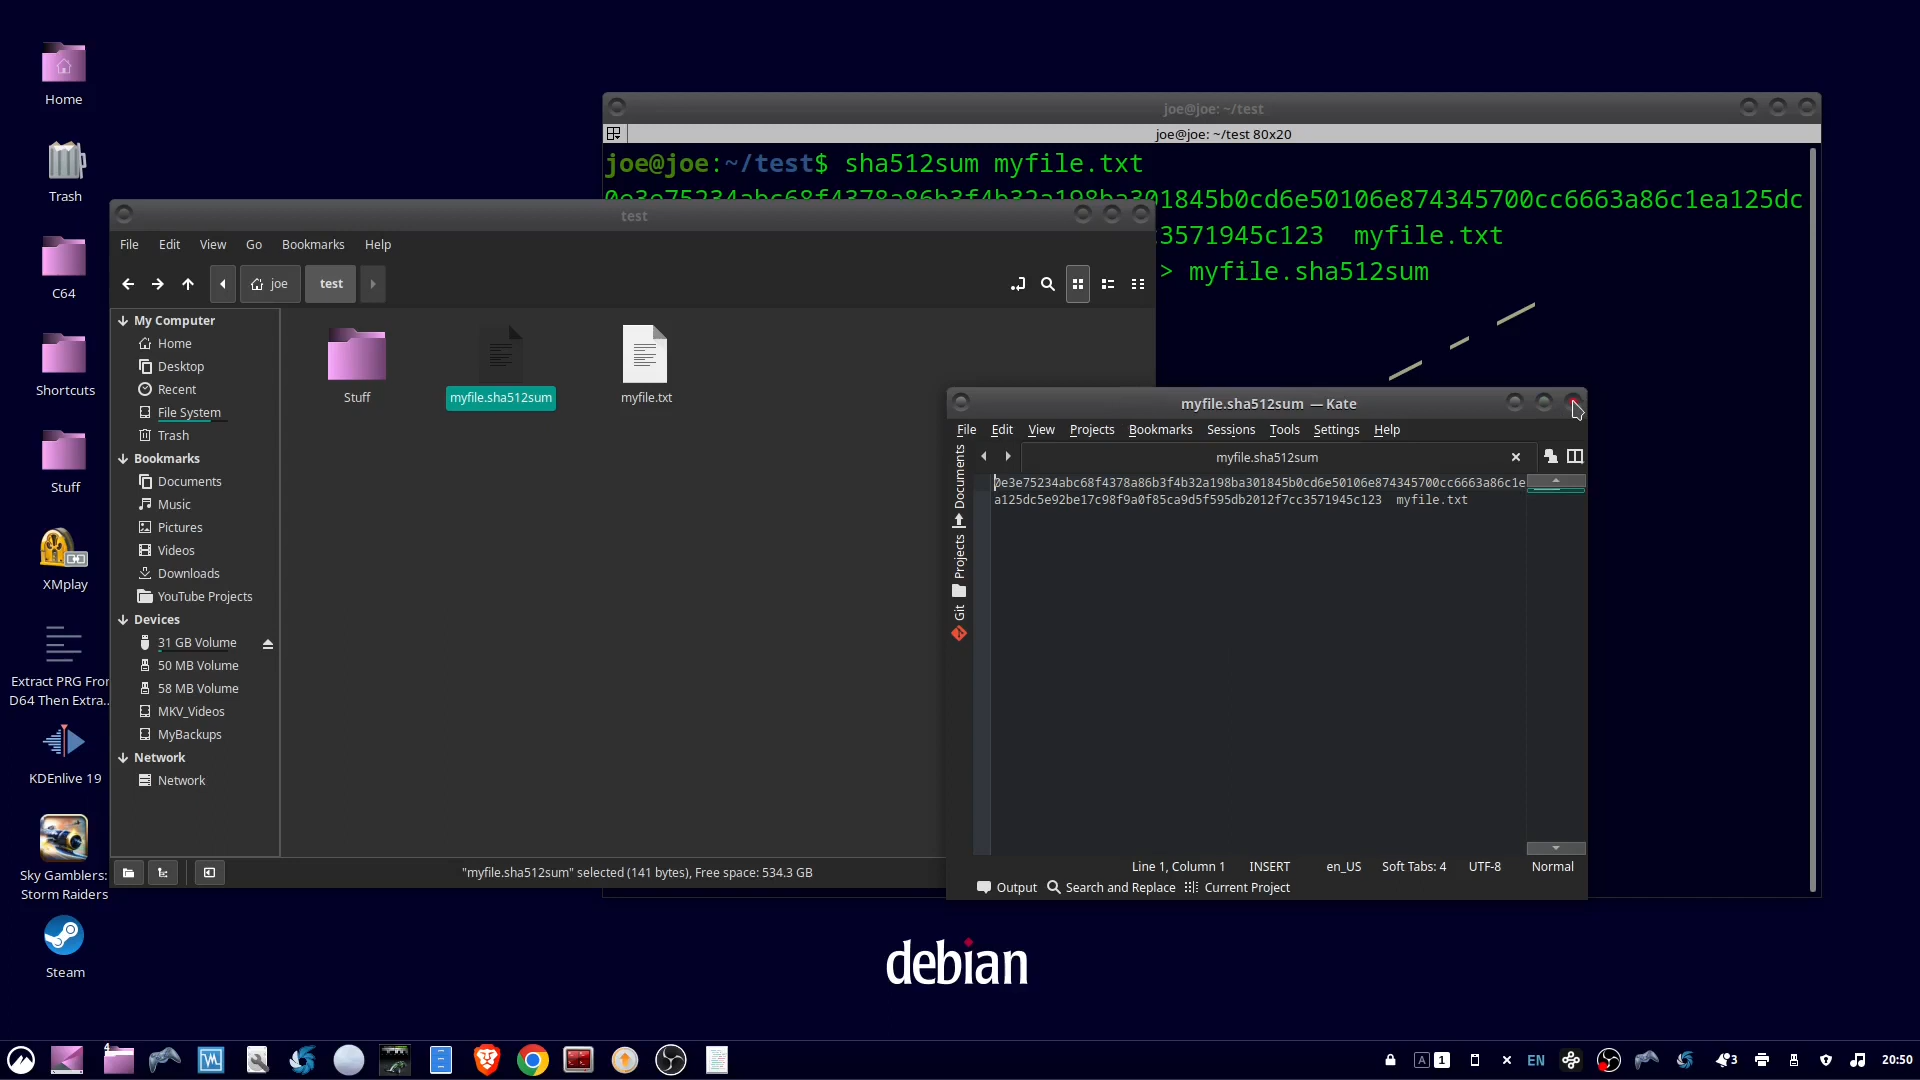 Home
Trash
C64
Shortcuts
Stuff
XMplay
Extract PRG From
D64 Then Extra...
KDEnlive 19
Sky Gamblers:
Storm Raiders
Steam
joe@joe: ~/test
joe@joe: ~/test 80x20
joe@joe:~/test$ sha512sum myfile.txt
0e3e75234abc68f4378a86b3f4b32a198ba301845b0cd6e50106e874345700cc6663a86c1ea125dc
3571945c123  myfile.txt
> myfile.sha512sum
test
File Edit View Go Bookmarks Help
joe test
My Computer
Home
Desktop
Recent
File System
Trash
Bookmarks
Documents
Music
Pictures
Videos
Downloads
YouTube Projects
Devices
31 GB Volume
50 MB Volume
58 MB Volume
MKV_Videos
MyBackups
Network
Network
Stuff
myfile.sha512sum
myfile.txt
"myfile.sha512sum" selected (141 bytes), Free space: 534.3 GB
myfile.sha512sum — Kate
File Edit View Projects Bookmarks Sessions Tools Settings Help
myfile.sha512sum
Documents
Projects
Git
0e3e75234abc68f4378a86b3f4b32a198ba301845b0cd6e50106e874345700cc6663a86c1e
a125dc5e92be17c98f9a0f85ca9d5f595db2012f7cc3571945c123  myfile.txt
Line 1, Column 1 INSERT en_US Soft Tabs: 4 UTF-8 Normal
Output Search and Replace Current Project
debian
4
A 1 EN 3 20:50